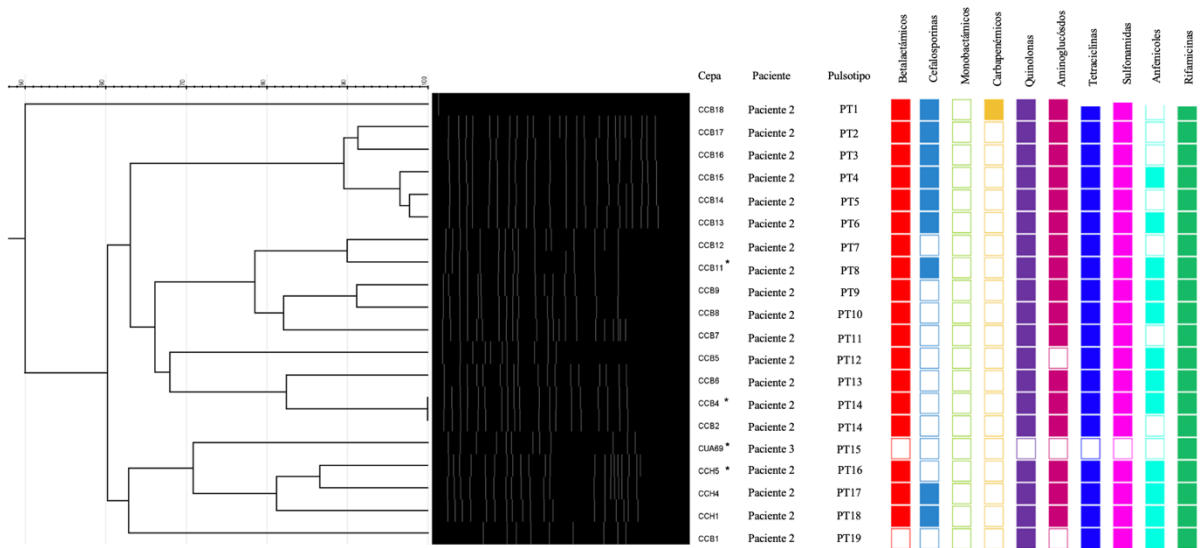 Betalactámicos Cefalosporinas Monobactámicos Carbapenémicos Quinolonas Aminoglucósdos Tetraciclinas Sulfonamidas Anfenicoles Rifamicinas
50 60 70 80 90 100
Cepa Paciente Pulsotipo
CCB18 Paciente 2 PT1
CCB17 Paciente 2 PT2
CCB16 Paciente 2 PT3
CCB15 Paciente 2 PT4
CCB14 Paciente 2 PT5
CCB13 Paciente 2 PT6
CCB12 Paciente 2 PT7
CCB11 * Paciente 2 PT8
CCB9 Paciente 2 PT9
CCB8 Paciente 2 PT10
CCB7 Paciente 2 PT11
CCB5 Paciente 2 PT12
CCB6 Paciente 2 PT13
CCB4 * Paciente 2 PT14
CCB2 Paciente 2 PT14
CUA69 * Paciente 3 PT15
CCH5 * Paciente 2 PT16
CCH4 Paciente 2 PT17
CCH1 Paciente 2 PT18
CCB1 Paciente 2 PT19